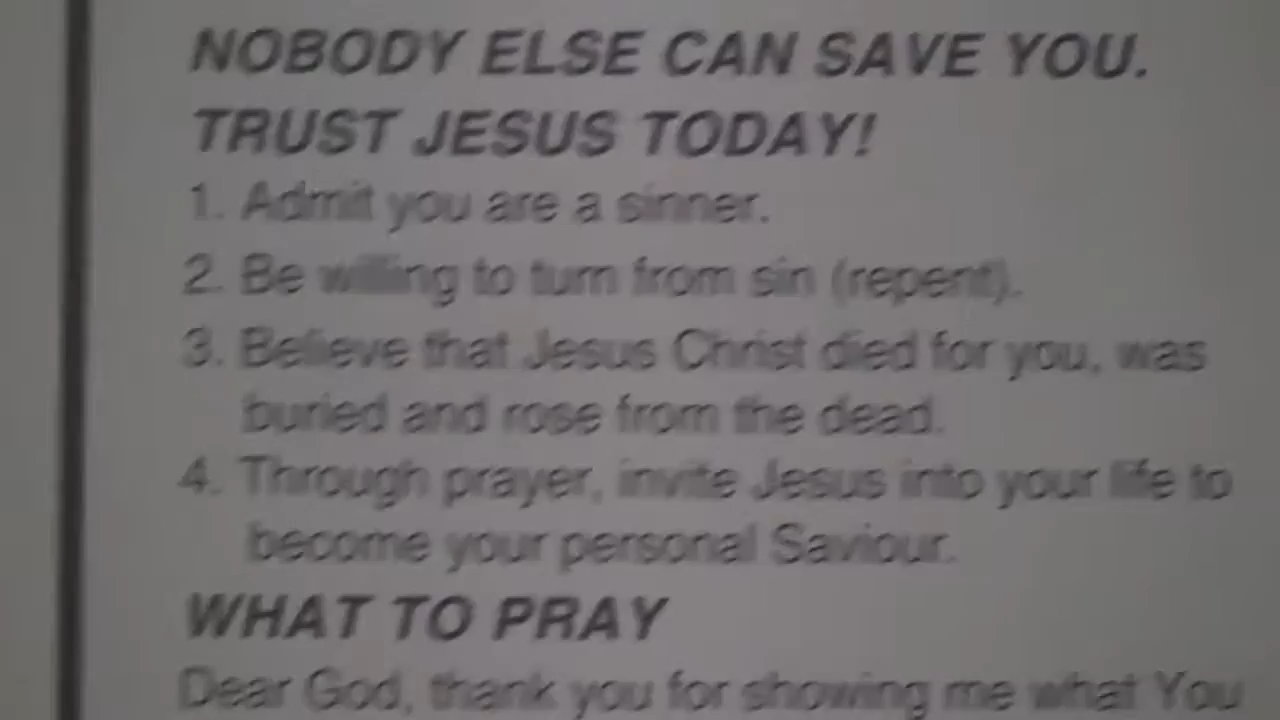 NOBODY ELSE CAN SAVE YOU.
TRUST JESUS TODAY!
1. Admit you are a sinner.
2. Be willing to turn from sin (repent).
3. Believe that Jesus Christ died for you, was
buried and rose from the dead.
4. Through prayer, invite Jesus into your life to
become your personal Saviour.
WHAT TO PRAY
Dear God, thank you for showing me what You